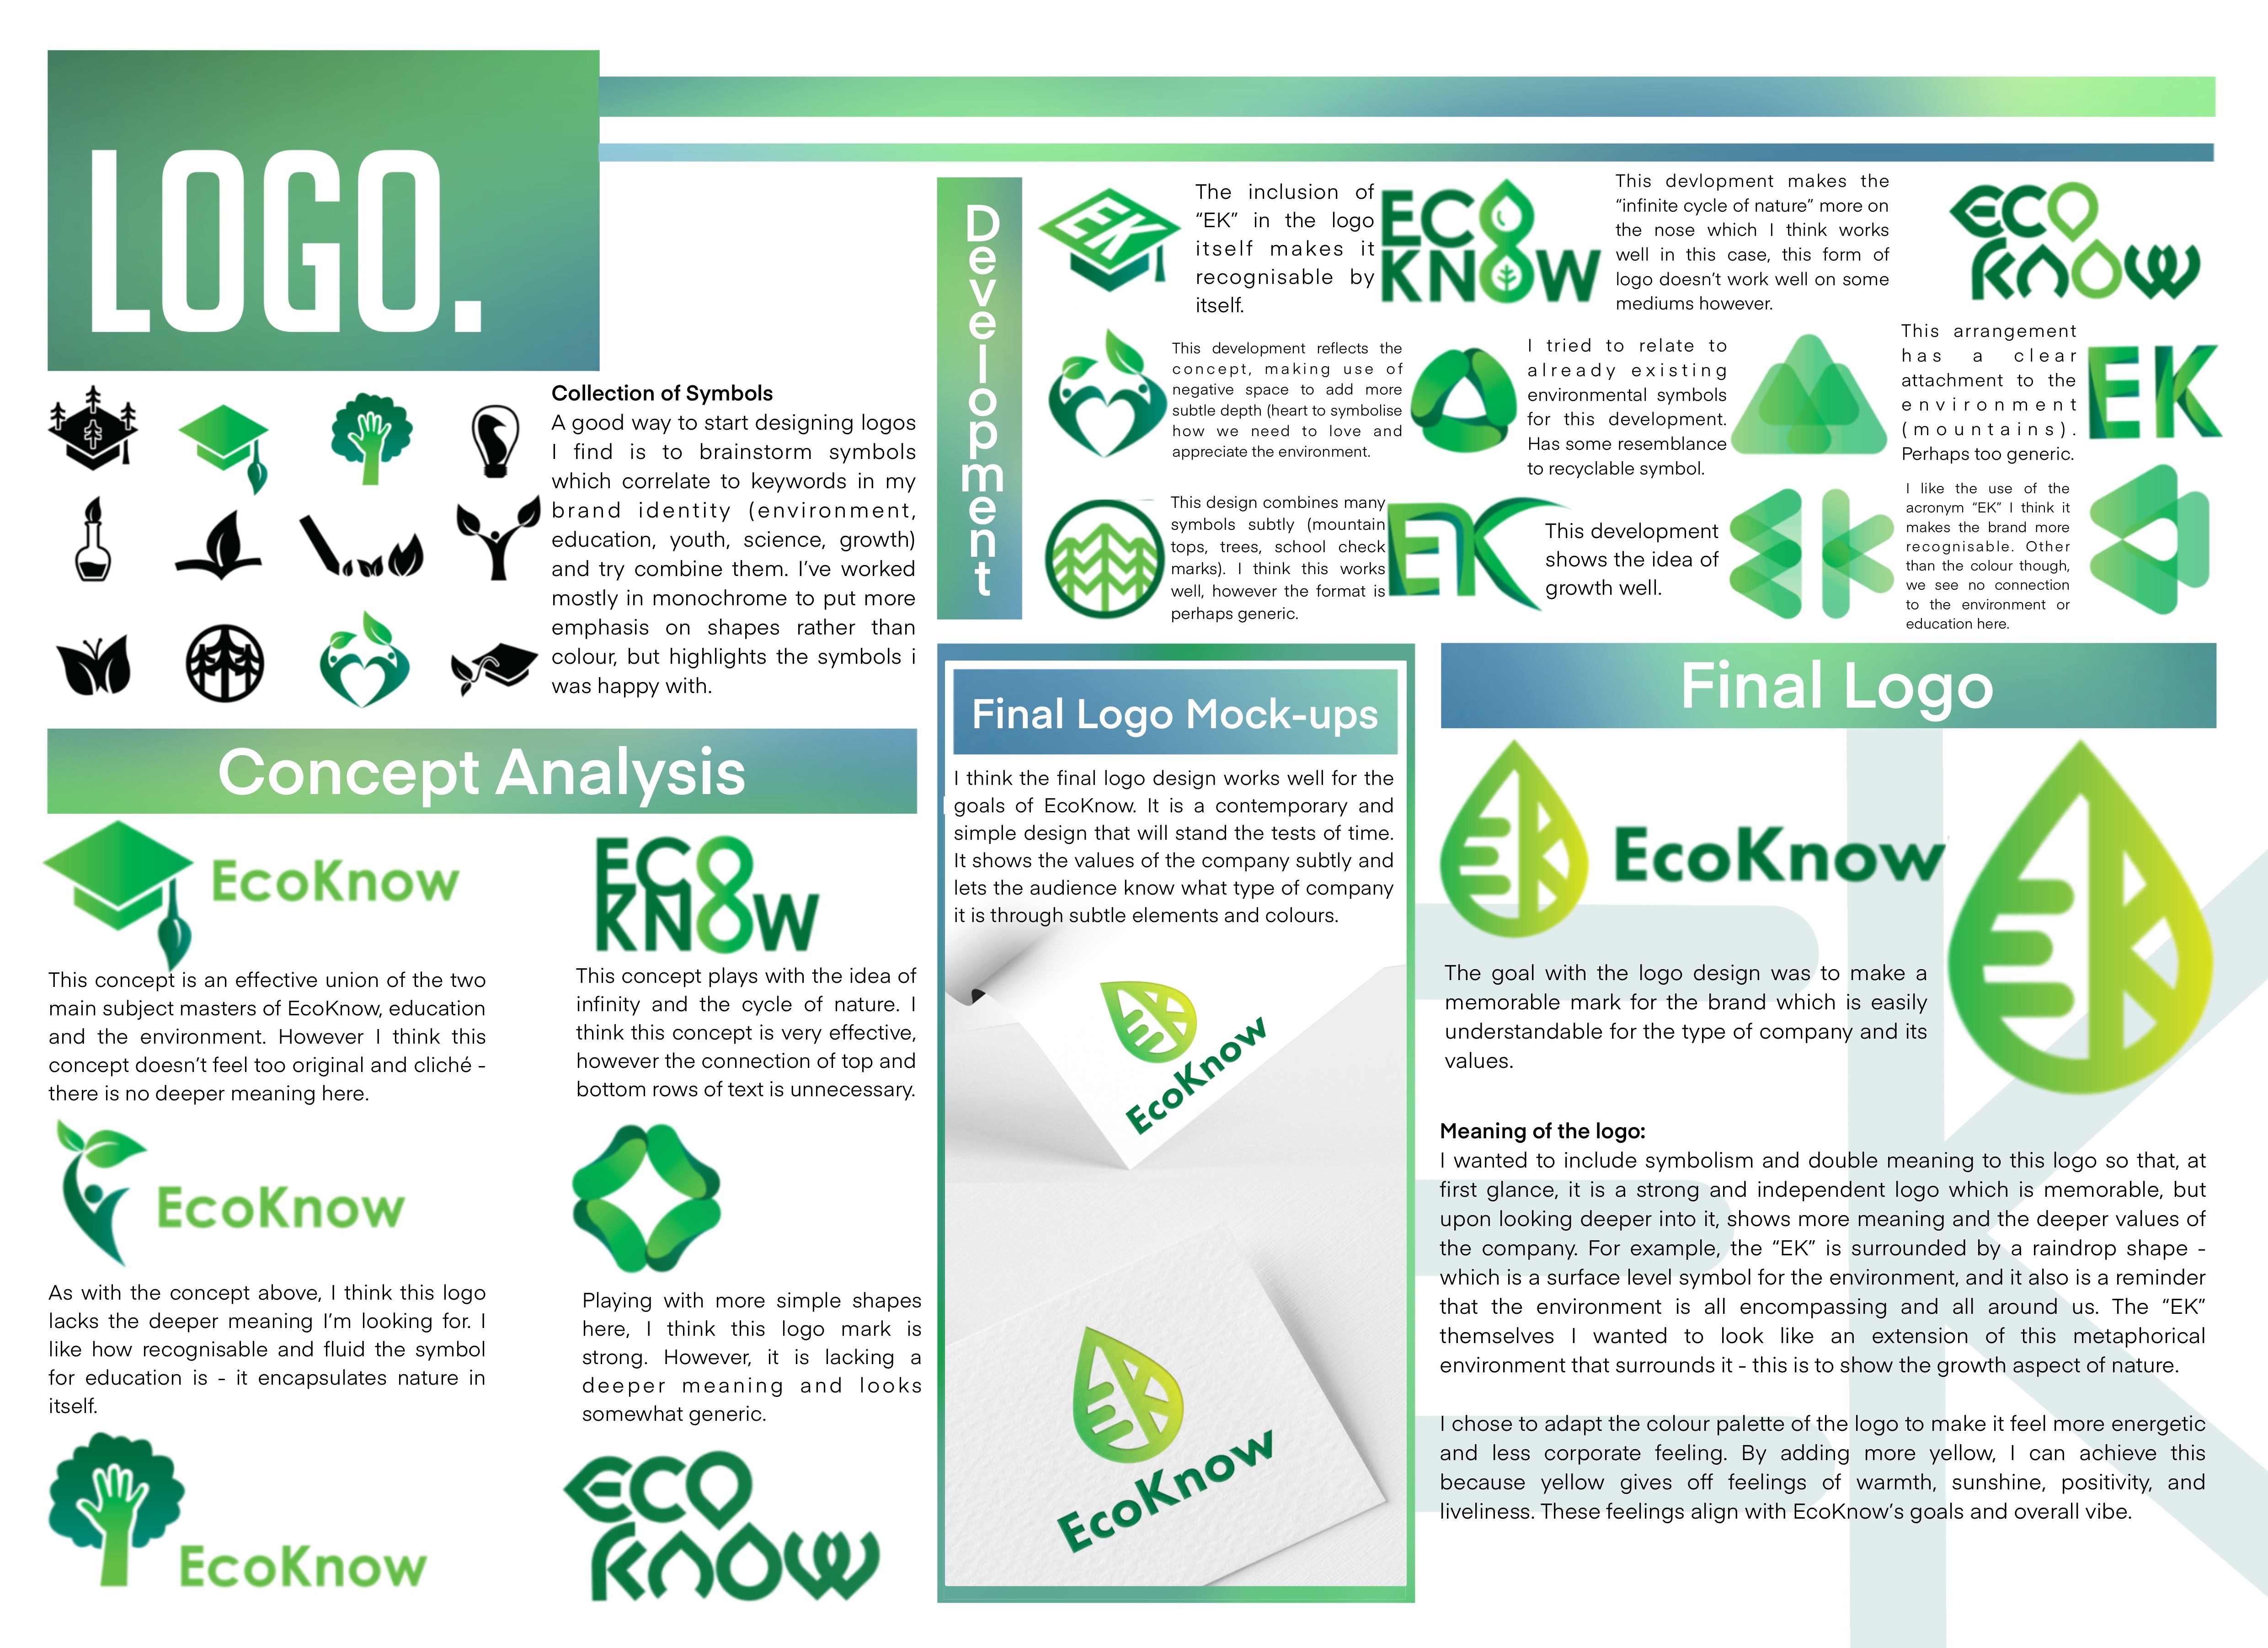 LOGO.
Collection of Symbols
A good way to start designing logos
I find is to brainstorm symbols
which correlate to keywords in my
brand identity (environment,
education, youth, science, growth)
and try combine them. I've worked
mostly in monochrome to put more
emphasis on shapes rather than
colour, but highlights the symbols i
was happy with.
Concept Analysis
EcoKnow
This concept is an effective union of the two
main subject masters of EcoKnow, education
and the environment. However I think this
concept doesn't feel too original and cliché -
there is no deeper meaning here.
EcoKnow
As with the concept above, I think this logo
lacks the deeper meaning I'm looking for. I
like how recognisable and fluid the symbol
for education is - it encapsulates nature in
itself.
EcoKnow
ECO
KNOW
This concept plays with the idea of
infinity and the cycle of nature. I
think this concept is very effective,
however the connection of top and
bottom rows of text is unnecessary.
Playing with more simple shapes
here, I think this logo mark is
strong. However, it is lacking a
deeper meaning and looks
somewhat generic.
ECO
KNOW
Development
EK
The inclusion of
“EK” in the logo
itself makes it
recognisable by
itself.
ECO
KNOW
This devlopment makes the
“infinite cycle of nature” more on
the nose which I think works
well in this case, this form of
logo doesn't work well on some
mediums however.
ECO
KNOW
This development reflects the
concept, making use of
negative space to add more
subtle depth (heart to symbolise
how we need to love and
appreciate the environment.
I tried to relate to
already existing
environmental symbols
for this development.
Has some resemblance
to recyclable symbol.
This arrangement
has a clear
attachment to the
environment
(mountains).
Perhaps too generic.
EK
This design combines many
symbols subtly (mountain
tops, trees, school check
marks). I think this works
well, however the format is
perhaps generic.
EK
This development
shows the idea of
growth well.
EK
I like the use of the
acronym “EK” I think it
makes the brand more
recognisable. Other
than the colour though,
we see no connection
to the environment or
education here.
Final Logo Mock-ups
I think the final logo design works well for the
goals of EcoKnow. It is a contemporary and
simple design that will stand the tests of time.
It shows the values of the company subtly and
lets the audience know what type of company
it is through subtle elements and colours.
EK
EcoKnow
EK
EcoKnow
Final Logo
EK
EcoKnow
EK
The goal with the logo design was to make a
memorable mark for the brand which is easily
understandable for the type of company and its
values.
Meaning of the logo:
I wanted to include symbolism and double meaning to this logo so that, at
first glance, it is a strong and independent logo which is memorable, but
upon looking deeper into it, shows more meaning and the deeper values of
the company. For example, the “EK” is surrounded by a raindrop shape -
which is a surface level symbol for the environment, and it also is a reminder
that the environment is all encompassing and all around us. The “EK”
themselves I wanted to look like an extension of this metaphorical
environment that surrounds it - this is to show the growth aspect of nature.
I chose to adapt the colour palette of the logo to make it feel more energetic
and less corporate feeling. By adding more yellow, I can achieve this
because yellow gives off feelings of warmth, sunshine, positivity, and
liveliness. These feelings align with EcoKnow's goals and overall vibe.